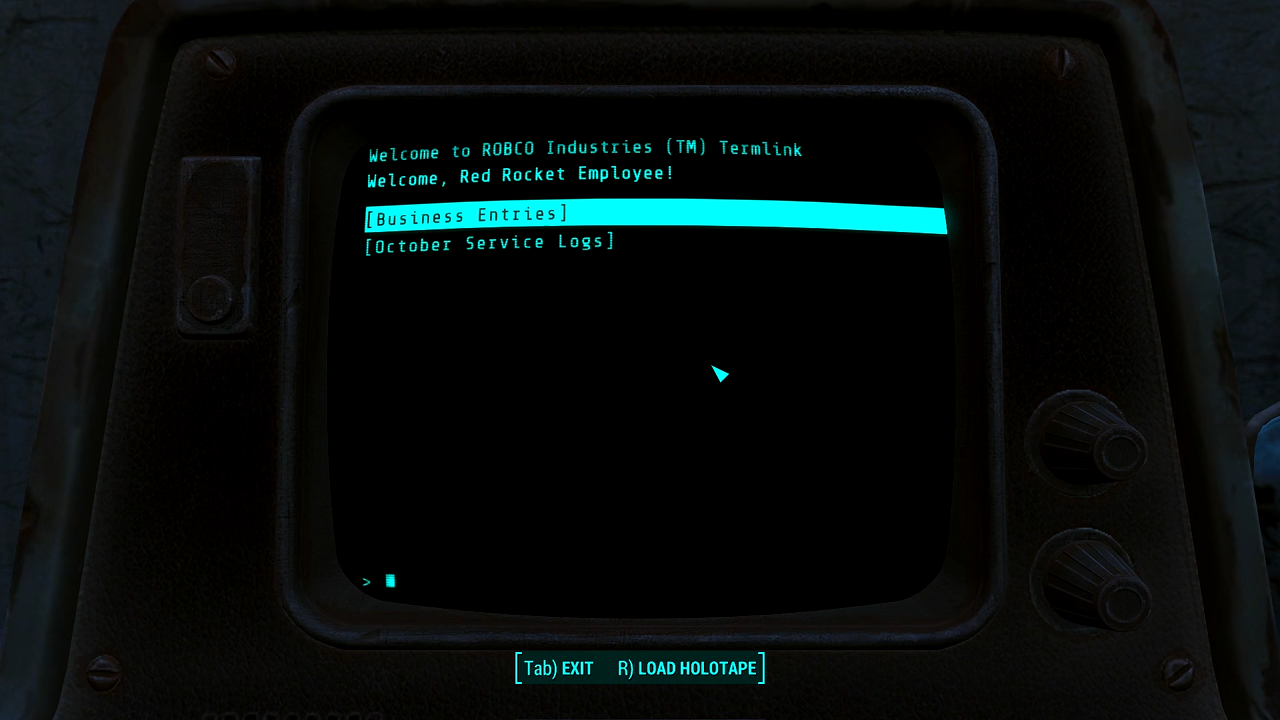 Welcome to ROBCO Industries (TM) Termlink
Welcome, Red Rocket Employee!
[Business Entries]
[October Service Logs]
>
Tab) EXIT R) LOAD HOLOTAPE